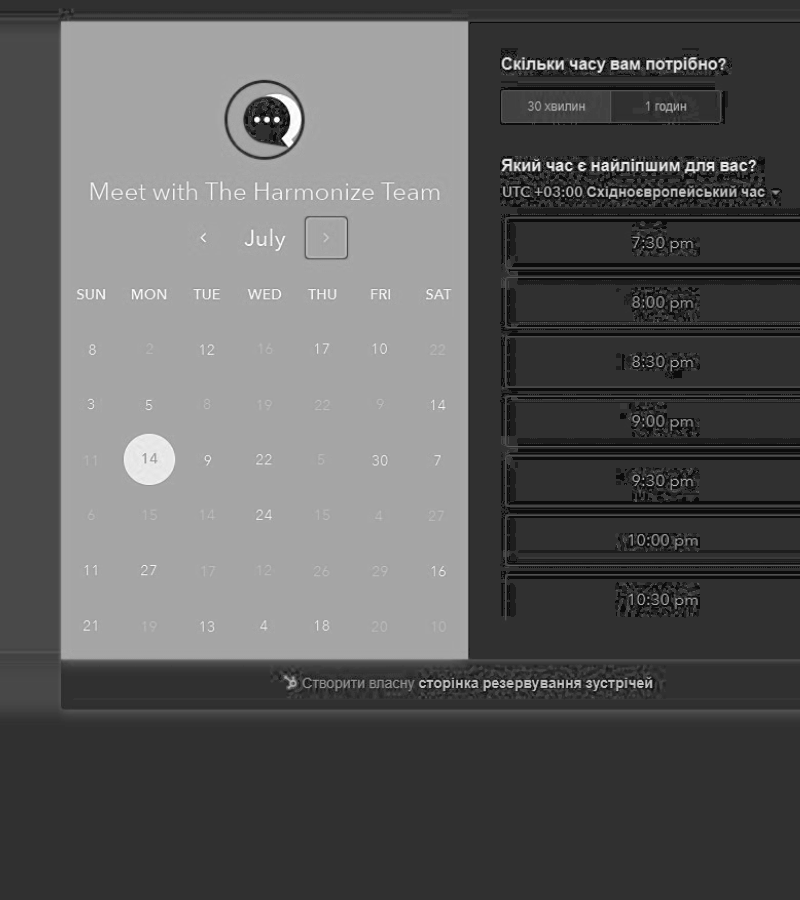 Meet with The Harmonize Team
July
SUN MON TUE WED THU FRI SAT
8 2 12 16 17 10 22
3 5 8 19 22 9 14
11 14 9 22 5 30 7
6 15 14 24 15 4 27
11 27 17 12 26 29 16
21 19 13 4 18 20 10
Скільки часу вам потрібно?
30 хвилин 1 годин
Який час є найліпшим для вас?
UTC +03:00 Східноєвропейський час
7:30 pm
8:00 pm
8:30 pm
9:00 pm
9:30 pm
10:00 pm
10:30 pm
Створити власну сторінка резервування зустрічей